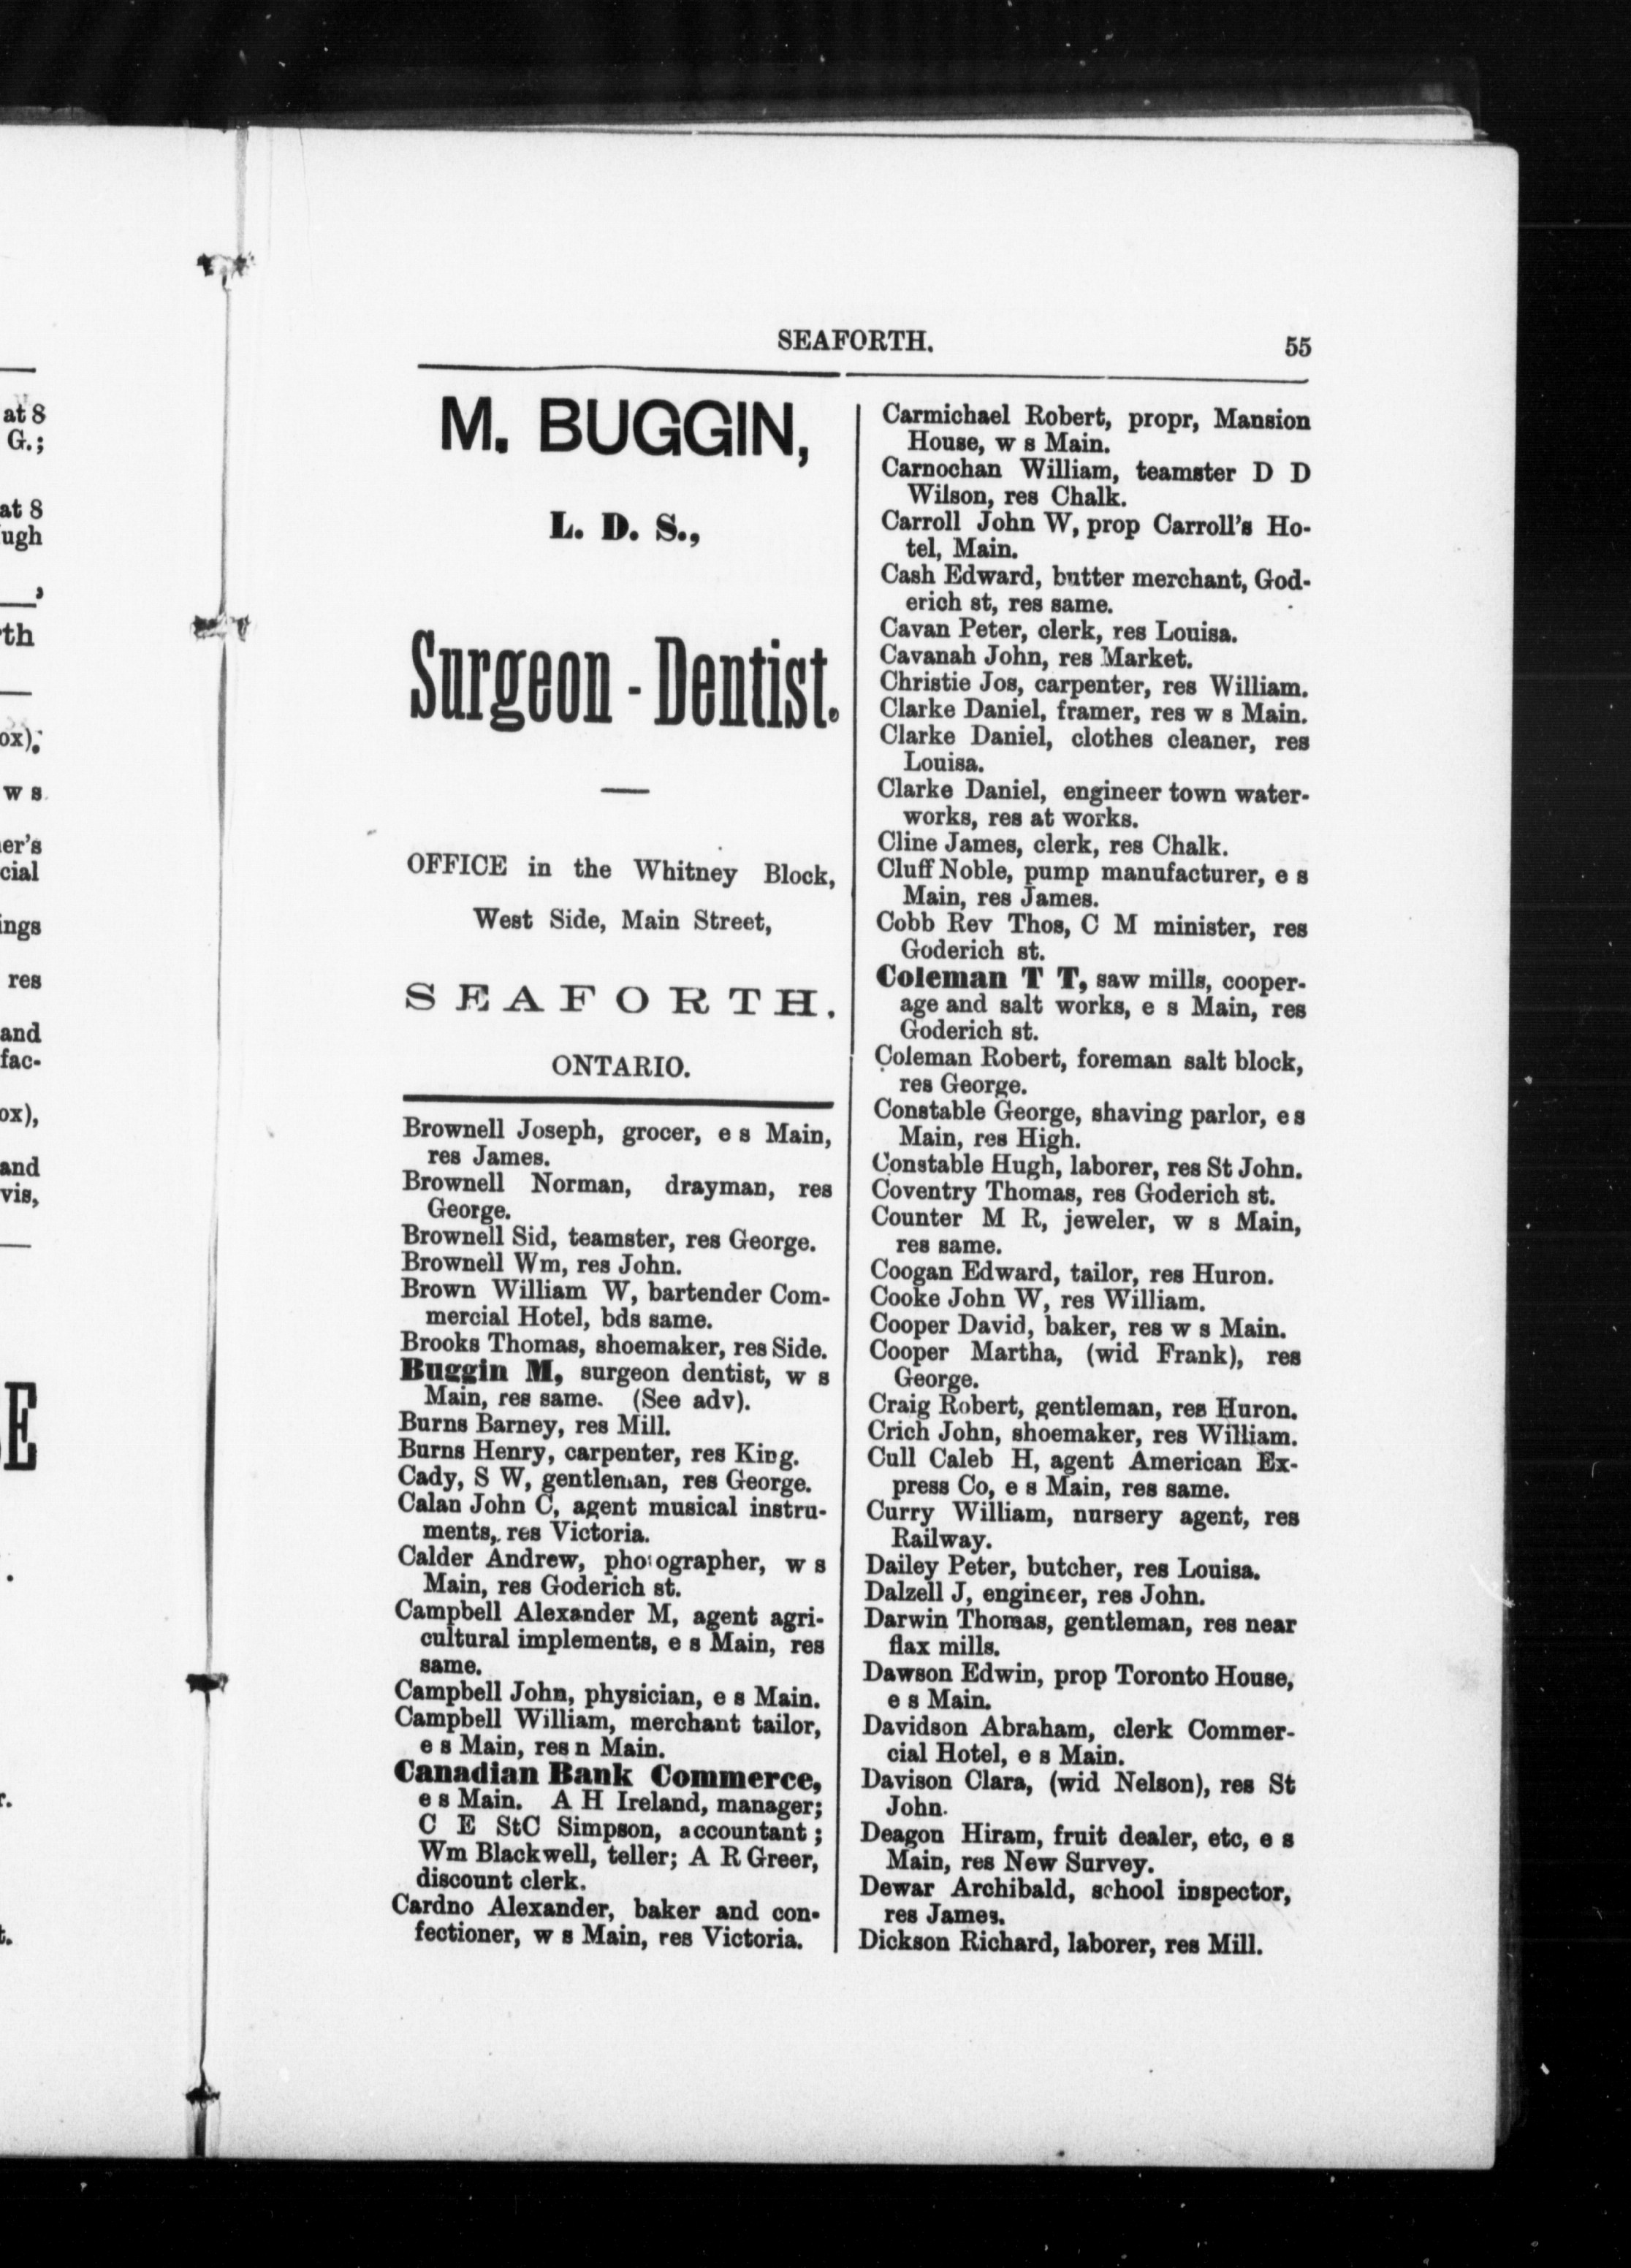 at 8
G.;
at 8
ugh
,
th
ox),
w s
er's
cial
ings
res
and
fac-
ox),
and
vis,
E
SEAFORTH.
55
M. BUGGIN,
L. D. S.,
Surgeon - Dentist.
OFFICE in the Whitney Block,
West Side, Main Street,
SEAFORTH.
ONTARIO.
Brownell Joseph, grocer, e s Main,
res James.
Brownell Norman, drayman, res
George.
Brownell Sid, teamster, res George.
Brownell Wm, res John.
Brown William W, bartender Com-
mercial Hotel, bds same.
Brooks Thomas, shoemaker, res Side.
Buggin M, surgeon dentist, w s
Main, res same. (See adv).
Burns Barney, res Mill.
Burns Henry, carpenter, res King.
Cady, S W, gentleman, res George.
Calan John C, agent musical instru-
ments, res Victoria.
Calder Andrew, photographer, w s
Main, res Goderich st.
Campbell Alexander M, agent agri-
cultural implements, e s Main, res
same.
Campbell John, physician, e s Main.
Campbell William, merchant tailor,
e s Main, res n Main.
Canadian Bank Commerce,
e s Main. A H Ireland, manager;
C E StC Simpson, accountant;
Wm Blackwell, teller; A R Greer,
discount clerk.
Cardno Alexander, baker and con-
fectioner, w s Main, res Victoria.
Carmichael Robert, propr, Mansion
House, w s Main.
Carnochan William, teamster D D
Wilson, res Chalk.
Carroll John W, prop Carroll's Ho-
tel, Main.
Cash Edward, butter merchant, God-
erich st, res same.
Cavan Peter, clerk, res Louisa.
Cavanah John, res Market.
Christie Jos, carpenter, res William.
Clarke Daniel, framer, res w s Main.
Clarke Daniel, clothes cleaner, res
Louisa.
Clarke Daniel, engineer town water-
works, res at works.
Cline James, clerk, res Chalk.
Cluff Noble, pump manufacturer, e s
Main, res James.
Cobb Rev Thos, C M minister, res
Goderich st.
Coleman T T, saw mills, cooper-
age and salt works, e s Main, res
Goderich st.
Coleman Robert, foreman salt block,
res George.
Constable George, shaving parlor, e s
Main, res High.
Constable Hugh, laborer, res St John.
Coventry Thomas, res Goderich st.
Counter M R, jeweler, w s Main,
res same.
Coogan Edward, tailor, res Huron.
Cooke John W, res William.
Cooper David, baker, res w s Main.
Cooper Martha, (wid Frank), res
George.
Craig Robert, gentleman, res Huron.
Crich John, shoemaker, res William.
Cull Caleb H, agent American Ex-
press Co, e s Main, res same.
Curry William, nursery agent, res
Railway.
Dailey Peter, butcher, res Louisa.
Dalzell J, engineer, res John.
Darwin Thomas, gentleman, res near
flax mills.
Dawson Edwin, prop Toronto House,
e s Main.
Davidson Abraham, clerk Commer-
cial Hotel, e s Main.
Davison Clara, (wid Nelson), res St
John.
Deagon Hiram, fruit dealer, etc, e s
Main, res New Survey.
Dewar Archibald, school inspector,
res James.
Dickson Richard, laborer, res Mill.